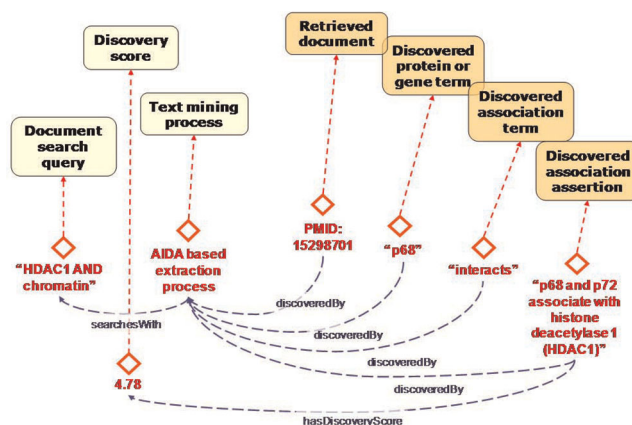 Discovery
score
Retrieved
document
Discovered
protein or
gene term
Text mining
process
Discovered
association
term
Document
search
query
Discovered
association
assertion
PMID:
15298701
"p68"
"interacts"
"HDAC1 AND
chromatin"
AIDA based
extraction
process
"p68 and p72
associate with
histone
deacetylase1
(HDAC1)"
searchesWith
discoveredBy
discoveredBy
discoveredBy
discoveredBy
4.78
hasDiscoveryScore